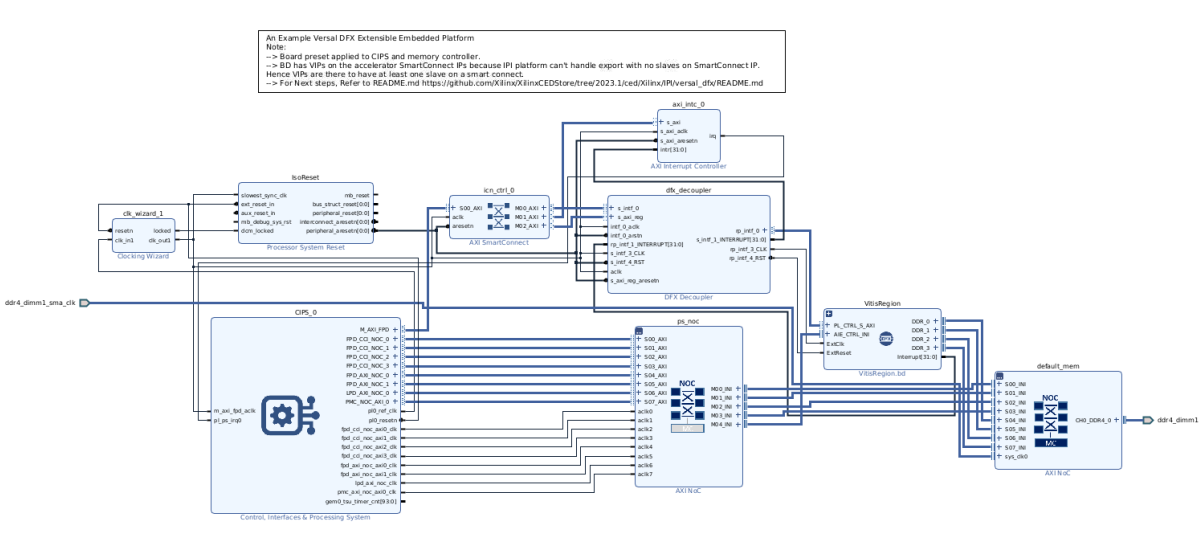 An Example Versal DFX Extensible Embedded Platform
Note:
--> Board preset applied to CIPS and memory controller.
--> BD has VIPs on the accelerator SmartConnect IPs because IPI platform can't handle export with no slaves on SmartConnect IP.
Hence VIPs are there to have at least one slave on a smart connect.
--> For Next steps, Refer to README.md https://github.com/Xilinx/XilinxCEDStore/tree/2023.1/ced/Xilinx/IPI/versal_dfx/README.md
axi_intc_0
s_axi
s_axi_aclk
s_axi_aresetn
intr[31:0]
irq
AXI Interrupt Controller
IsoReset
slowest_sync_clk
ext_reset_in
aux_reset_in
mb_debug_sys_rst
dcm_locked
mb_reset
bus_struct_reset[0:0]
peripheral_reset[0:0]
interconnect_aresetn[0:0]
peripheral_aresetn[0:0]
Processor System Reset
clk_wizard_1
resetn
clk_in1
locked
clk_out1
Clocking Wizard
icn_ctrl_0
S00_AXI
aclk
aresetn
M00_AXI
M01_AXI
M02_AXI
AXI SmartConnect
dfx_decoupler
s_intf_0
s_axi_reg
intf_0_aclk
intf_0_arstn
rp_intf_1_INTERRUPT[31:0]
s_intf_3_CLK
s_intf_4_RST
aclk
s_axi_reg_aresetn
rp_intf_0
s_intf_1_INTERRUPT[31:0]
rp_intf_3_CLK
rp_intf_4_RST
DFX Decoupler
ddr4_dimm1_sma_clk
CIPS_0
m_axi_fpd_aclk
pl_ps_irq0
M_AXI_FPD
FPD_CCI_NOC_0
FPD_CCI_NOC_1
FPD_CCI_NOC_2
FPD_CCI_NOC_3
FPD_AXI_NOC_0
FPD_AXI_NOC_1
LPD_AXI_NOC_0
PMC_NOC_AXI_0
pl0_ref_clk
pl0_resetn
fpd_cci_noc_axi0_clk
fpd_cci_noc_axi1_clk
fpd_cci_noc_axi2_clk
fpd_cci_noc_axi3_clk
fpd_axi_noc_axi0_clk
fpd_axi_noc_axi1_clk
lpd_axi_noc_clk
pmc_axi_noc_axi0_clk
gem0_tsu_timer_cnt[93:0]
Control, Interfaces & Processing System
ps_noc
S00_AXI
S01_AXI
S02_AXI
S03_AXI
S04_AXI
S05_AXI
S06_AXI
S07_AXI
aclk0
aclk1
aclk2
aclk3
aclk4
aclk5
aclk6
aclk7
NOC
M00_INI
M01_INI
M02_INI
M03_INI
M04_INI
AXI NoC
VitisRegion
PL_CTRL_S_AXI
AIE_CTRL_INI
ExtClk
ExtReset
DFX
DDR_0
DDR_1
DDR_2
DDR_3
Interrupt[31:0]
VitisRegion.bd
default_mem
S00_INI
S01_INI
S02_INI
S03_INI
S04_INI
S05_INI
S06_INI
S07_INI
sys_clk0
NOC
MC
CH0_DDR4_0
AXI NoC
ddr4_dimm1